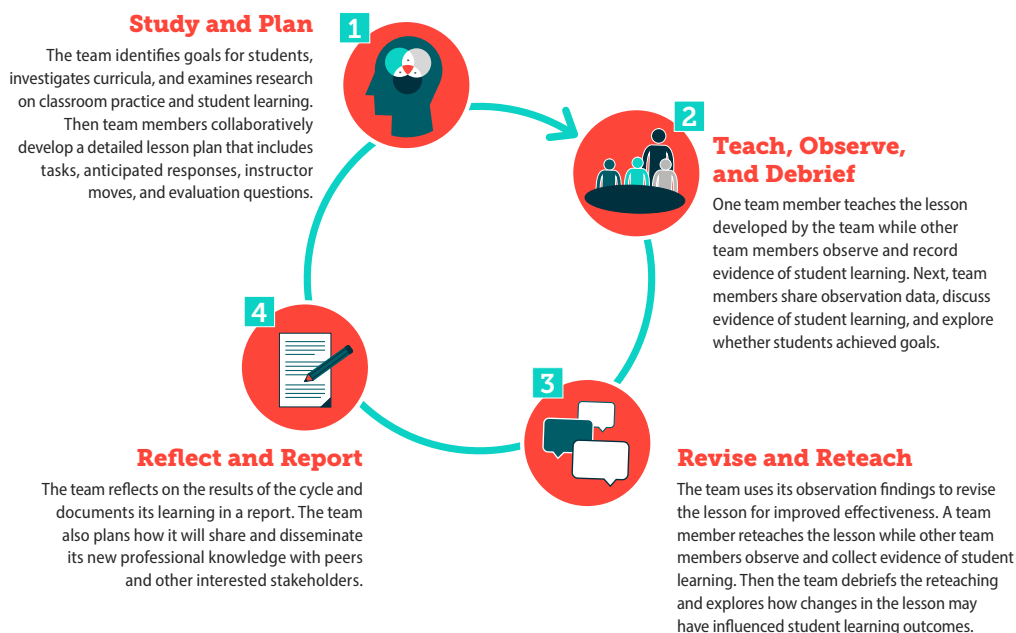 1
Study and Plan
The team identifies goals for students,
investigates curricula, and examines research
on classroom practice and student learning.
Then team members collaboratively
develop a detailed lesson plan that includes
tasks, anticipated responses, instructor
moves, and evaluation questions.
2
Teach, Observe,
and Debrief
One team member teaches the lesson
developed by the team while other
team members observe and record
evidence of student learning. Next, team
members share observation data, discuss
evidence of student learning, and explore
whether students achieved goals.
3
Revise and Reteach
The team uses its observation findings to revise
the lesson for improved effectiveness. A team
member reteaches the lesson while other team
members observe and collect evidence of student
learning. Then the team debriefs the reteaching
and explores how changes in the lesson may
have influenced student learning outcomes.
4
Reflect and Report
The team reflects on the results of the cycle and
documents its learning in a report. The team
also plans how it will share and disseminate
its new professional knowledge with peers
and other interested stakeholders.